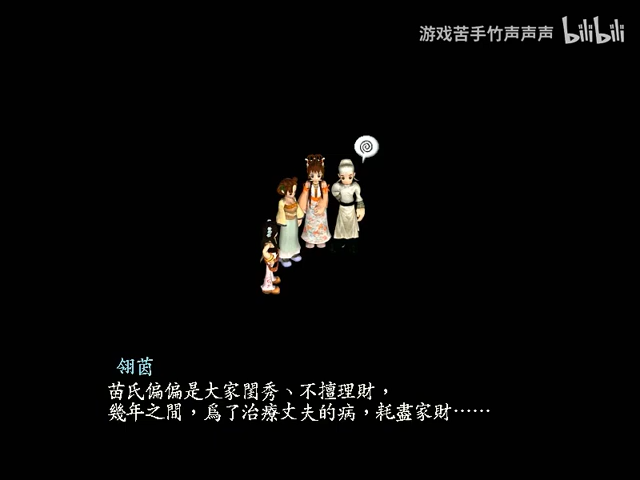 游戏苦手竹声声声 bilibili
翎茵
苗氏偏偏是大家閨秀、不擅理財，
幾年之間，爲了治療丈夫的病，耗盡家財……